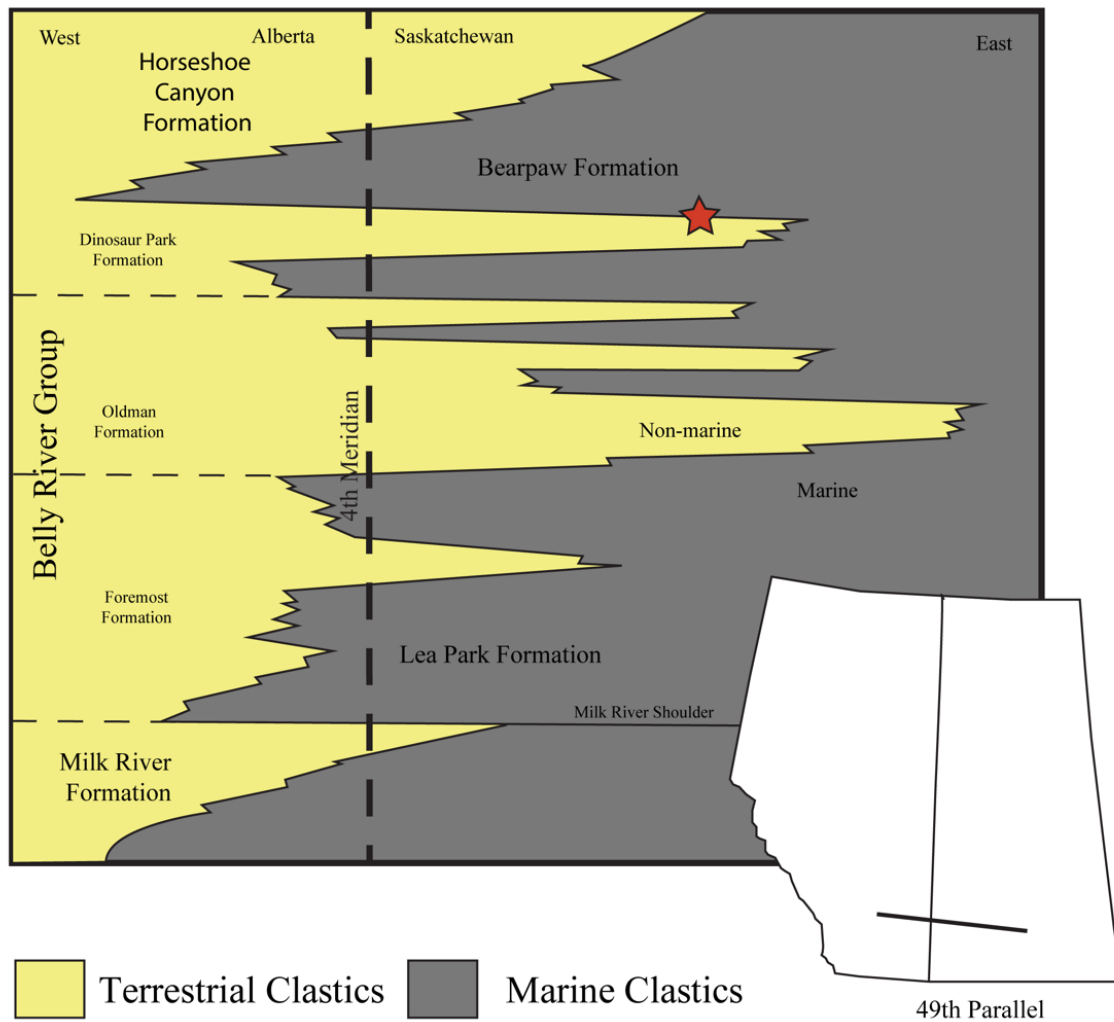 West
Alberta
Saskatchewan
East
Horseshoe
Canyon
Formation
Bearpaw Formation
Dinosaur Park
Formation
Belly River Group
Oldman
Formation
4th Meridian
Non-marine
Marine
Foremost
Formation
Lea Park Formation
Milk River Shoulder
Milk River
Formation
Terrestrial Clastics
Marine Clastics
49th Parallel